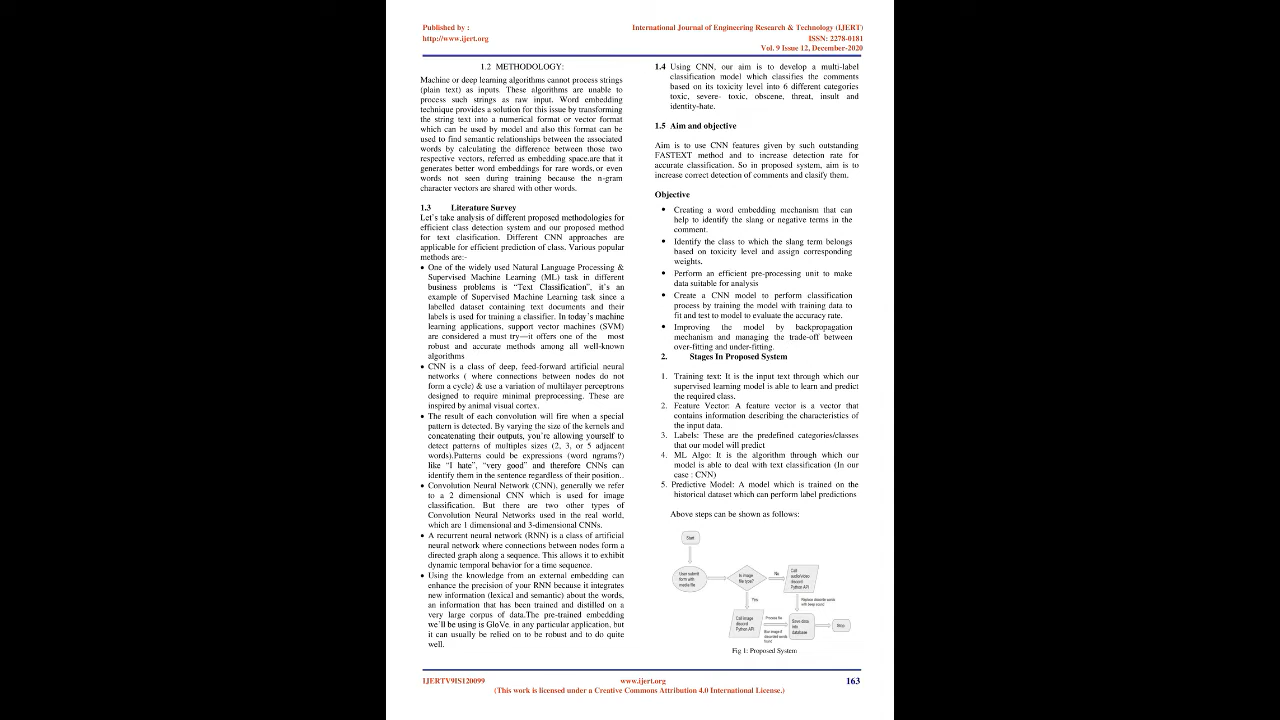 Published by :
http://www.ijert.org
International Journal of Engineering Research & Technology (IJERT)
ISSN: 2278-0181
Vol. 9 Issue 12, December-2020
1.2 METHODOLOGY:
Machine or deep learning algorithms cannot process strings
(plain text) as inputs. These algorithms are unable to
process such strings as raw input. Word embedding
technique provides a solution for this issue by transforming
the string text into a numerical format or vector format
which can be used by model and also this format can be
used to find semantic relationships between the associated
words by calculating the difference between those two
respective vectors, referred as embedding space.are that it
generates better word embeddings for rare words, or even
words not seen during training because the n-gram
character vectors are shared with other words.
1.3 Literature Survey
Let's take analysis of different proposed methodologies for
efficient class detection system and our proposed method
for text clasification. Different CNN approaches are
applicable for efficient prediction of class. Various popular
methods are:-
• One of the widely used Natural Language Processing &
Supervised Machine Learning (ML) task in different
business problems is "Text Classification", it's an
example of Supervised Machine Learning task since a
labelled dataset containing text documents and their
labels is used for training a classifier. In today's machine
learning applications, support vector machines (SVM)
are considered a must try—it offers one of the most
robust and accurate methods among all well-known
algorithms
• CNN is a class of deep, feed-forward artificial neural
networks ( where connections between nodes do not
form a cycle) & use a variation of multilayer perceptrons
designed to require minimal preprocessing. These are
inspired by animal visual cortex.
• The result of each convolution will fire when a special
pattern is detected. By varying the size of the kernels and
concatenating their outputs, you're allowing yourself to
detect patterns of multiples sizes (2, 3, or 5 adjacent
words).Patterns could be expressions (word ngrams?)
like "I hate", "very good" and therefore CNNs can
identify them in the sentence regardless of their position..
• Convolution Neural Network (CNN), generally we refer
to a 2 dimensional CNN which is used for image
classification. But there are two other types of
Convolution Neural Networks used in the real world,
which are 1 dimensional and 3-dimensional CNNs.
• A recurrent neural network (RNN) is a class of artificial
neural network where connections between nodes form a
directed graph along a sequence. This allows it to exhibit
dynamic temporal behavior for a time sequence.
• Using the knowledge from an external embedding can
enhance the precision of your RNN because it integrates
new information (lexical and semantic) about the words,
an information that has been trained and distilled on a
very large corpus of data.The pre-trained embedding
we'll be using is GloVe. in any particular application, but
it can usually be relied on to be robust and to do quite
well.
1.4 Using CNN, our aim is to develop a multi-label
classification model which classifies the comments
based on its toxicity level into 6 different categories
toxic, severe- toxic, obscene, threat, insult and
identity-hate.
1.5 Aim and objective
Aim is to use CNN features given by such outstanding
FASTEXT method and to increase detection rate for
accurate classification. So in proposed system, aim is to
increase correct detection of comments and clasify them.
Objective
• Creating a word embedding mechanism that can
help to identify the slang or negative terms in the
comment.
• Identify the class to which the slang term belongs
based on toxicity level and assign corresponding
weights.
• Perform an efficient pre-processing unit to make
data suitable for analysis
• Create a CNN model to perform classification
process by training the model with training data to
fit and test to model to evaluate the accuracy rate.
• Improving the model by backpropagation
mechanism and managing the trade-off between
over-fitting and under-fitting.
2. Stages In Proposed System
1. Training text: It is the input text through which our
supervised learning model is able to learn and predict
the required class.
2. Feature Vector: A feature vector is a vector that
contains information describing the characteristics of
the input data.
3. Labels: These are the predefined categories/classes
that our model will predict
4. ML Algo: It is the algorithm through which our
model is able to deal with text classification (In our
case : CNN)
5. Predictive Model: A model which is trained on the
historical dataset which can perform label predictions
Above steps can be shown as follows:
Start
User submit
form with
media file
Is image
file type?
No
Call
audio/video
discord
Python API
Yes
Replace discordie words
with beep sound
Call image
discord
Python API
Process file
Blur image if
discorded words
found
Save data
into
database
Stop
Fig 1: Proposed System
IJERTV9IS120099
www.ijert.org
163
(This work is licensed under a Creative Commons Attribution 4.0 International License.)